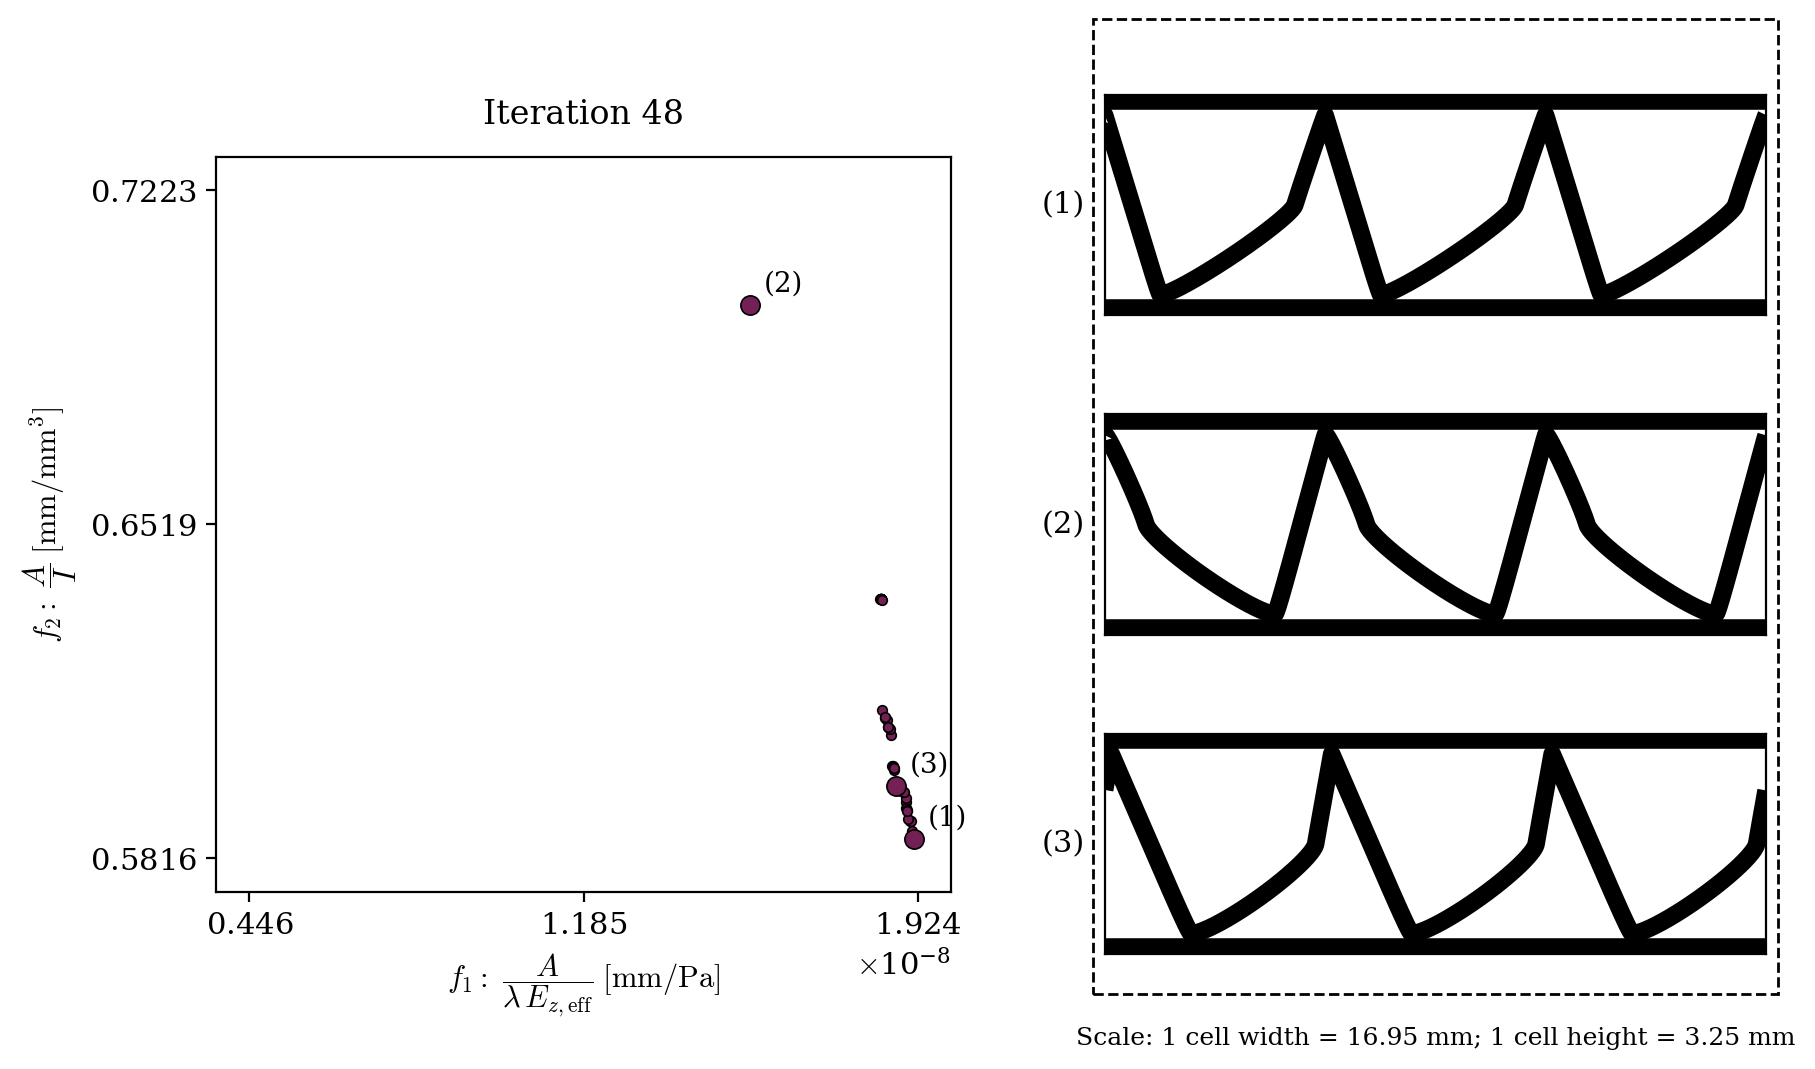 Iteration 48
0.7223
0.6519
0.5816
f₂ : A/I [mm/mm³]
0.446 1.185 1.924
×10⁻⁸
f₁ : A/(λ E_{z,eff}) [mm/Pa]
(2)
(3)
(1)
(1)
(2)
(3)
Scale: 1 cell width = 16.95 mm; 1 cell height = 3.25 mm